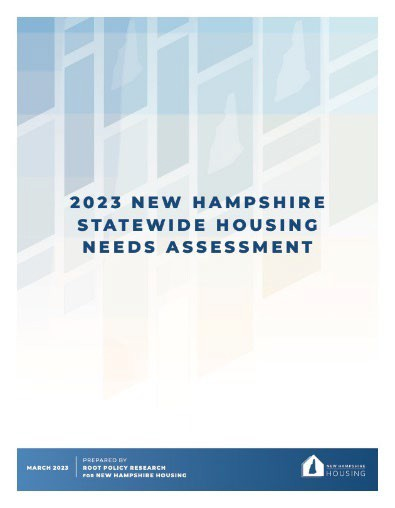 2023 NEW HAMPSHIRE
STATEWIDE HOUSING
NEEDS ASSESSMENT
MARCH 2023
PREPARED BY
ROOT POLICY RESEARCH
FOR NEW HAMPSHIRE HOUSING
NEW HAMPSHIRE
HOUSING